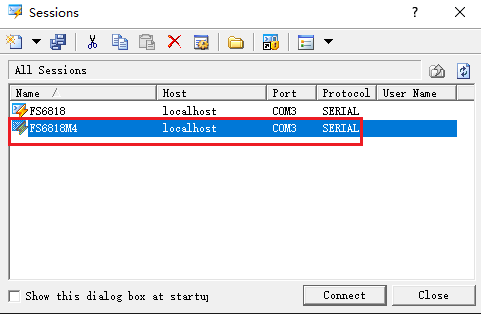 Sessions
All Sessions
Name / Host Port Protocol User Name
FS6818 localhost COM3 SERIAL
FS6818M4 localhost COM3 SERIAL
Show this dialog box at startu
Connect Close